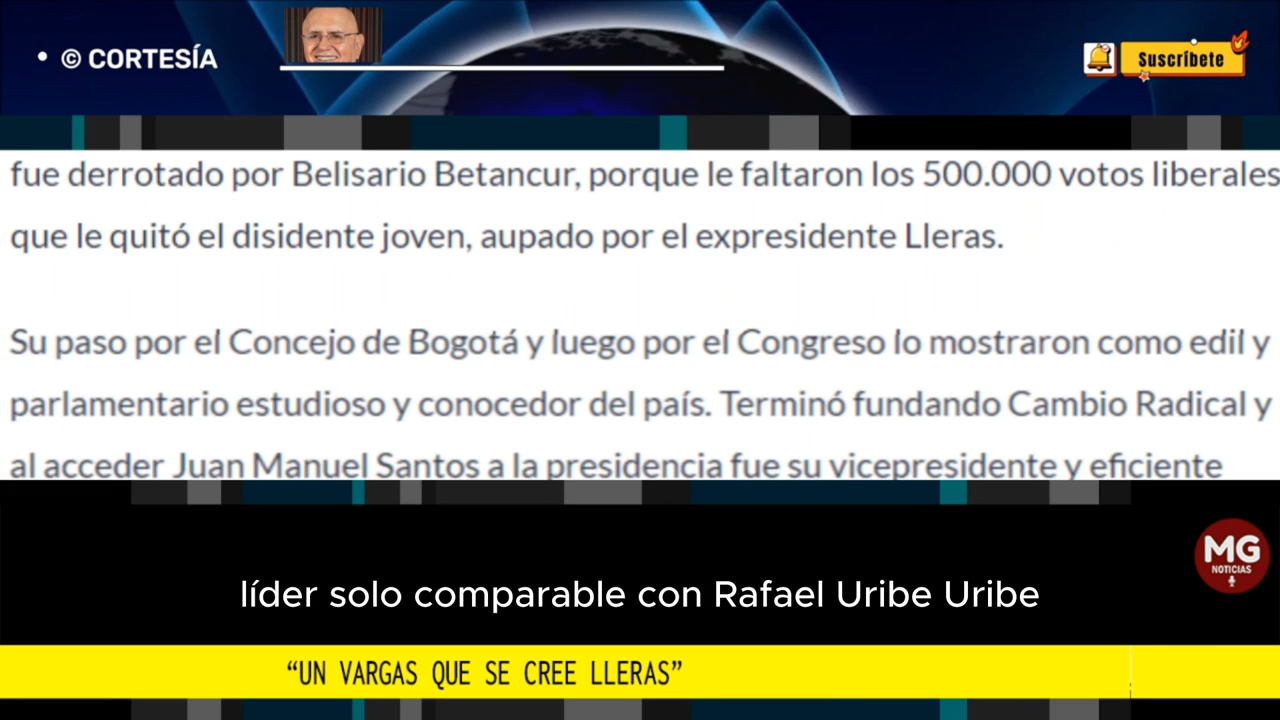 • © CORTESÍA
Suscríbete
fue derrotado por Belisario Betancur, porque le faltaron los 500.000 votos liberales
que le quitó el disidente joven, aupado por el expresidente Lleras.
Su paso por el Concejo de Bogotá y luego por el Congreso lo mostraron como edil y
parlamentario estudioso y conocedor del país. Terminó fundando Cambio Radical y
al acceder Juan Manuel Santos a la presidencia fue su vicepresidente y eficiente
MG
NOTICIAS
líder solo comparable con Rafael Uribe Uribe
“UN VARGAS QUE SE CREE LLERAS”